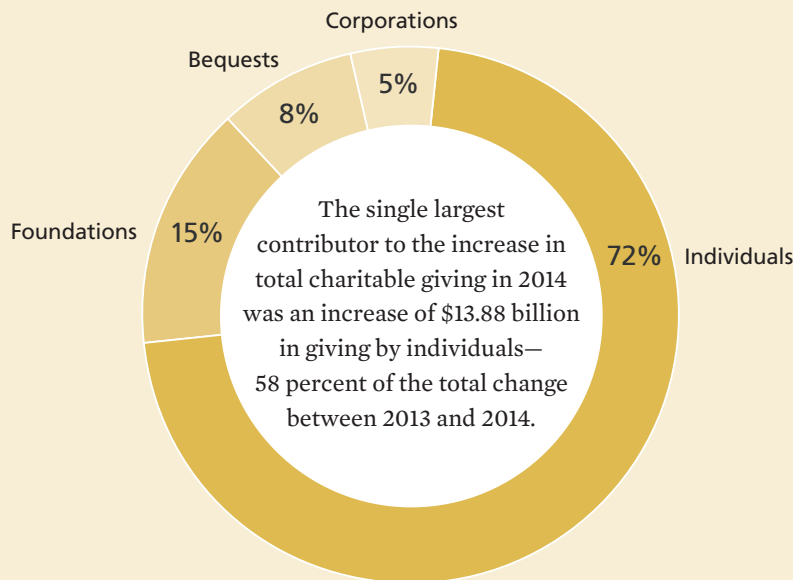 Corporations
Bequests
5%
8%
Foundations
15%
The single largest
contributor to the increase in
total charitable giving in 2014
was an increase of $13.88 billion
in giving by individuals—
58 percent of the total change
between 2013 and 2014.
72%
Individuals